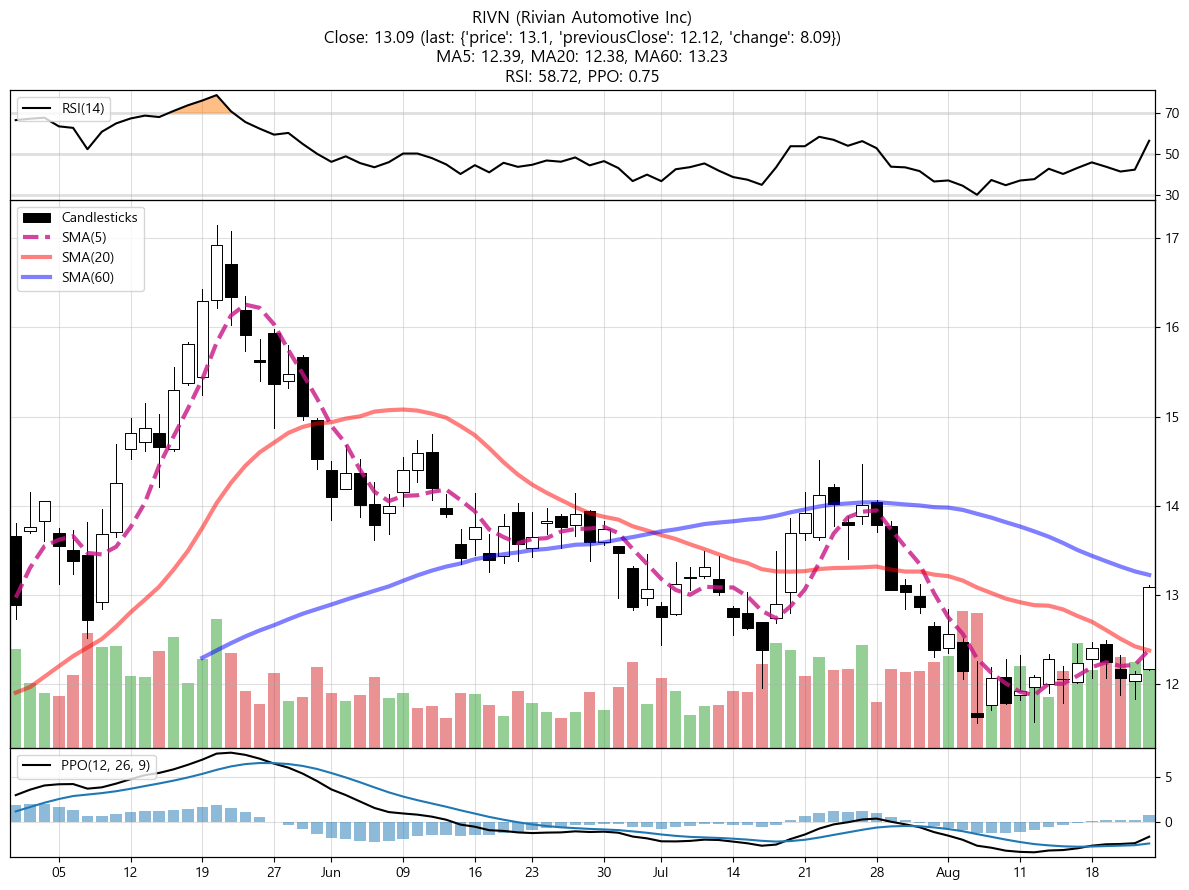 RIVN (Rivian Automotive Inc)
Close: 13.09 (last: {'price': 13.1, 'previousClose': 12.12, 'change': 8.09})
MA5: 12.39, MA20: 12.38, MA60: 13.23
RSI: 58.72, PPO: 0.75
RSI(14)
70
50
30
Candlesticks
SMA(5)
SMA(20)
SMA(60)
17
16
15
14
13
12
PPO(12, 26, 9)
5
0
05 12 19 27 Jun 09 16 23 30 Jul 14 21 28 Aug 11 18